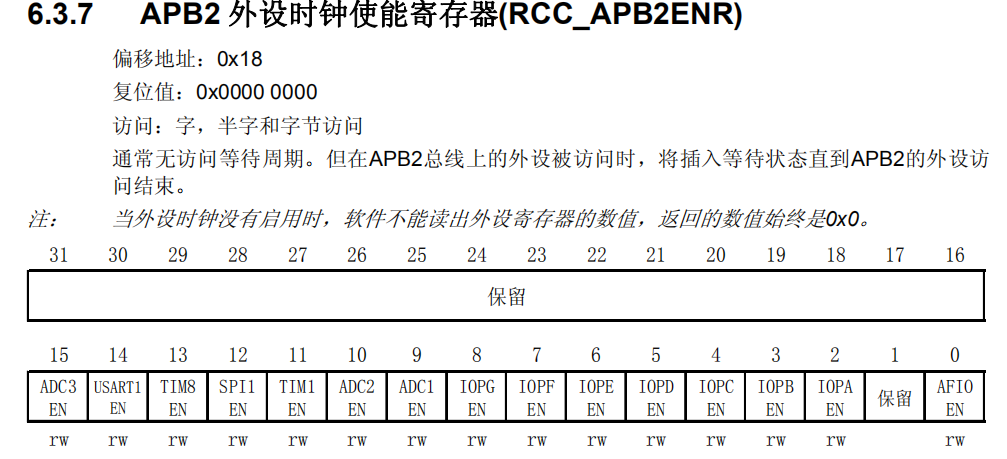 6.3.7 APB2 外设时钟使能寄存器(RCC_APB2ENR)
偏移地址：0x18
复位值：0x0000 0000
访问：字，半字和字节访问
通常无访问等待周期。但在APB2总线上的外设被访问时，将插入等待状态直到APB2的外设访
问结束。
注： 当外设时钟没有启用时，软件不能读出外设寄存器的数值，返回的数值始终是0x0。
31 30 29 28 27 26 25 24 23 22 21 20 19 18 17 16
保留
15 14 13 12 11 10 9 8 7 6 5 4 3 2 1 0
ADC3 USART1 TIM8 SPI1 TIM1 ADC2 ADC1 IOPG IOPF IOPE IOPD IOPC IOPB IOPA 保留 AFIO
EN EN EN EN EN EN EN EN EN EN EN EN EN EN EN
rw rw rw rw rw rw rw rw rw rw rw rw rw rw rw